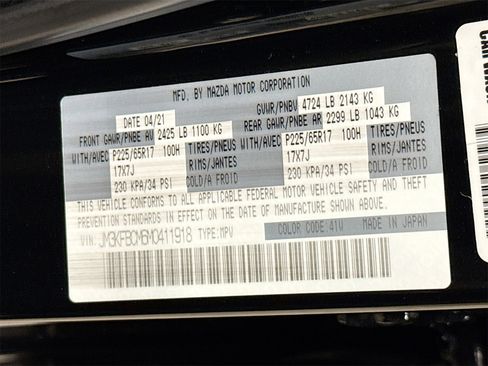 MFD. BY MAZDA MOTOR CORPORATION
DATE 04/21 GVWR/PNBV 4724 LB 2143 KG
FRONT GAWR/PNBE AV 2425 LB 1100 KG REAR GAWR/PNBE AR 2299 LB 1043 KG
WITH/AVEC P225/65R17 100H TIRES/PNEUS WITH/AVEC P225/65R17 100H TIRES/PNEUS
17X7J RIMS/JANTES 17X7J RIMS/JANTES
230 KPA/34 PSI COLD/A FROID 230 KPA/34 PSI COLD/A FROID
THIS VEHICLE CONFORMS TO ALL APPLICABLE FEDERAL MOTOR VEHICLE SAFETY AND THEFT
PREVENTION STANDARDS IN EFFECT ON THE DATE OF MANUFACTURE SHOWN ABOVE.
VIN: JM3KFBCM6M0411918 TYPE: MPV COLOR CODE 41V MADE IN JAPAN